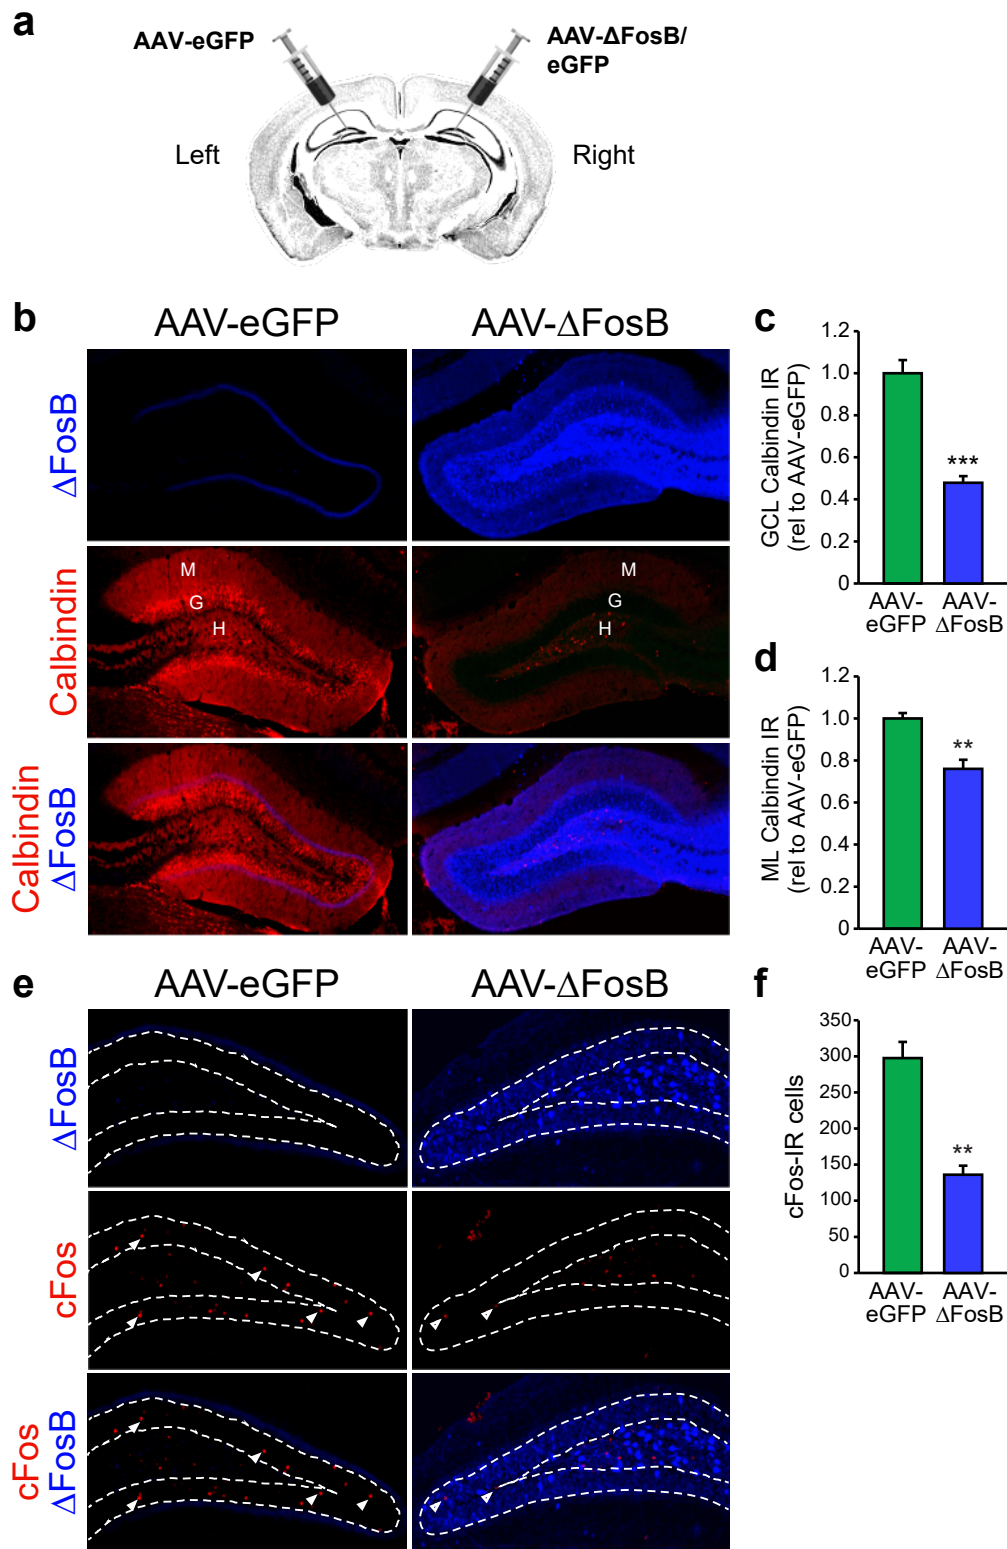 a
AAV-eGFP
AAV-ΔFosB/
eGFP
Left
Right
b
AAV-eGFP
AAV-ΔFosB
ΔFosB
Calbindin
M
G
H
M
G
H
Calbindin
ΔFosB
c
GCL Calbindin IR
(rel to AAV-eGFP)
1.2
1.0
0.8
0.6
0.4
0.2
0
***
AAV-
eGFP
AAV-
ΔFosB
d
ML Calbindin IR
(rel to AAV-eGFP)
1.2
1.0
0.8
0.6
0.4
0.2
0
**
AAV-
eGFP
AAV-
ΔFosB
e
AAV-eGFP
AAV-ΔFosB
ΔFosB
cFos
cFos
ΔFosB
f
cFos-IR cells
350
300
250
200
150
100
50
0
**
AAV-
eGFP
AAV-
ΔFosB